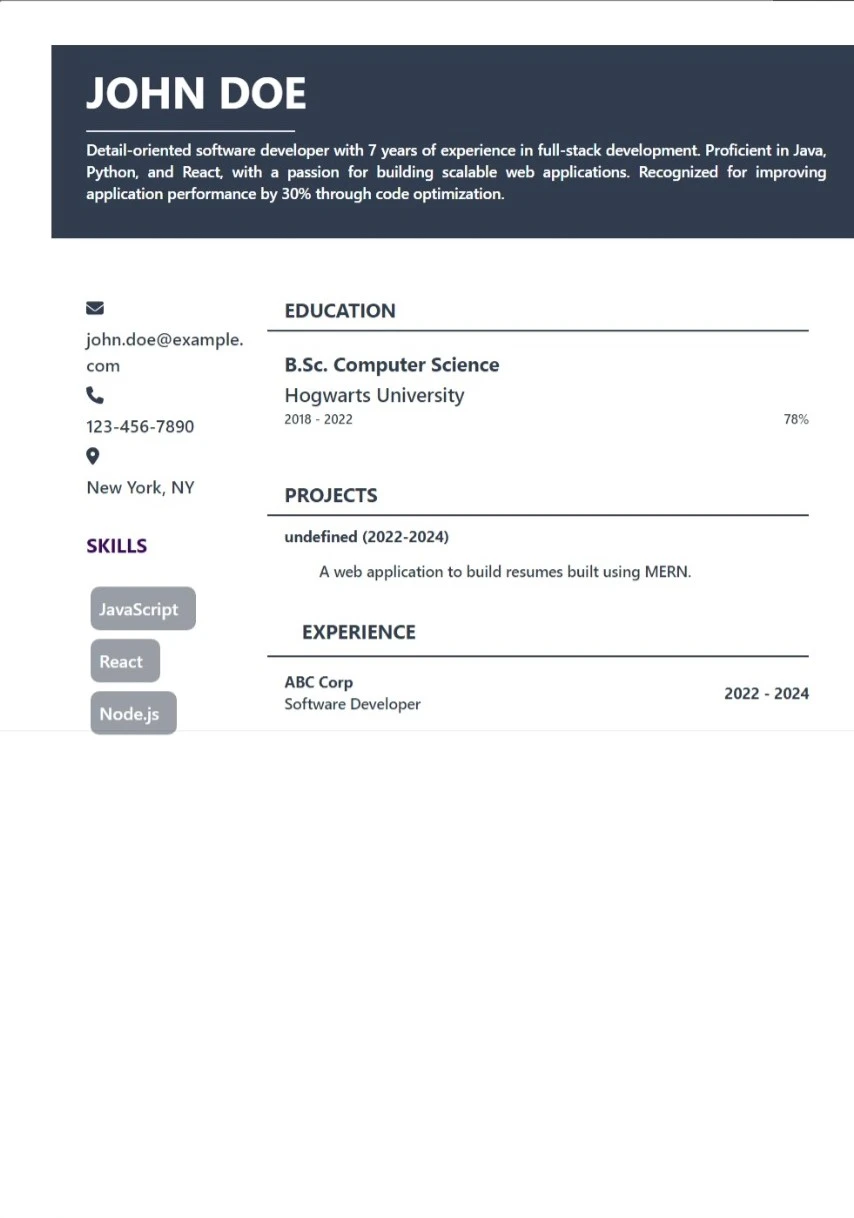 JOHN DOE
Detail-oriented software developer with 7 years of experience in full-stack development. Proficient in Java,
Python, and React, with a passion for building scalable web applications. Recognized for improving
application performance by 30% through code optimization.
john.doe@example.
com
123-456-7890
New York, NY
SKILLS
JavaScript
React
Node.js
EDUCATION
B.Sc. Computer Science
Hogwarts University
2018 - 2022 78%
PROJECTS
undefined (2022-2024)
A web application to build resumes built using MERN.
EXPERIENCE
ABC Corp
Software Developer
2022 - 2024